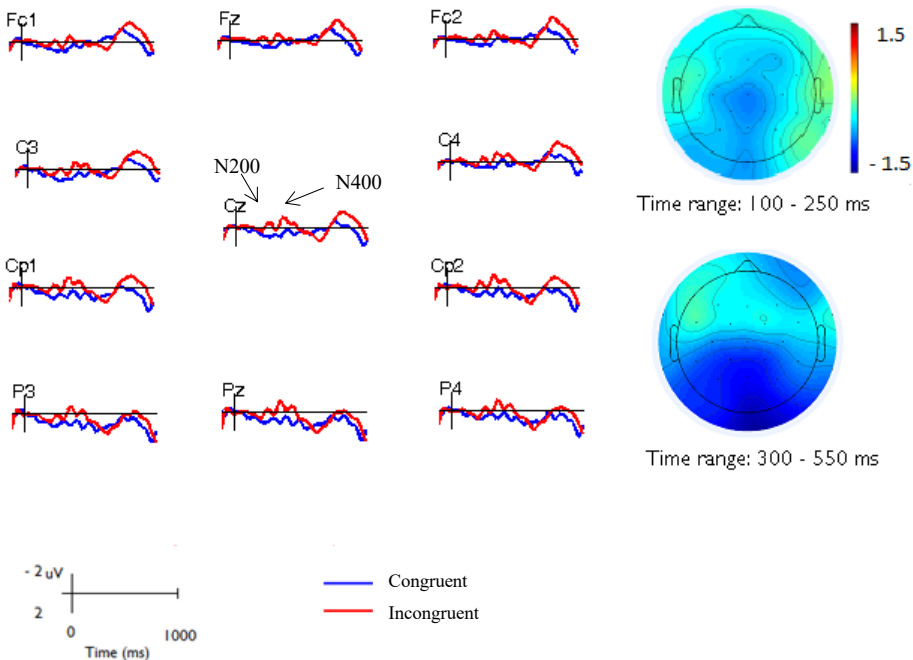 Fc1
Fz
Fc2
1.5
C3
C4
N200
N400
- 1.5
Cz
Time range: 100 - 250 ms
Cp1
Cp2
P3
Pz
P4
Time range: 300 - 550 ms
- 2 uV
2
0
1000
Time (ms)
Congruent
Incongruent